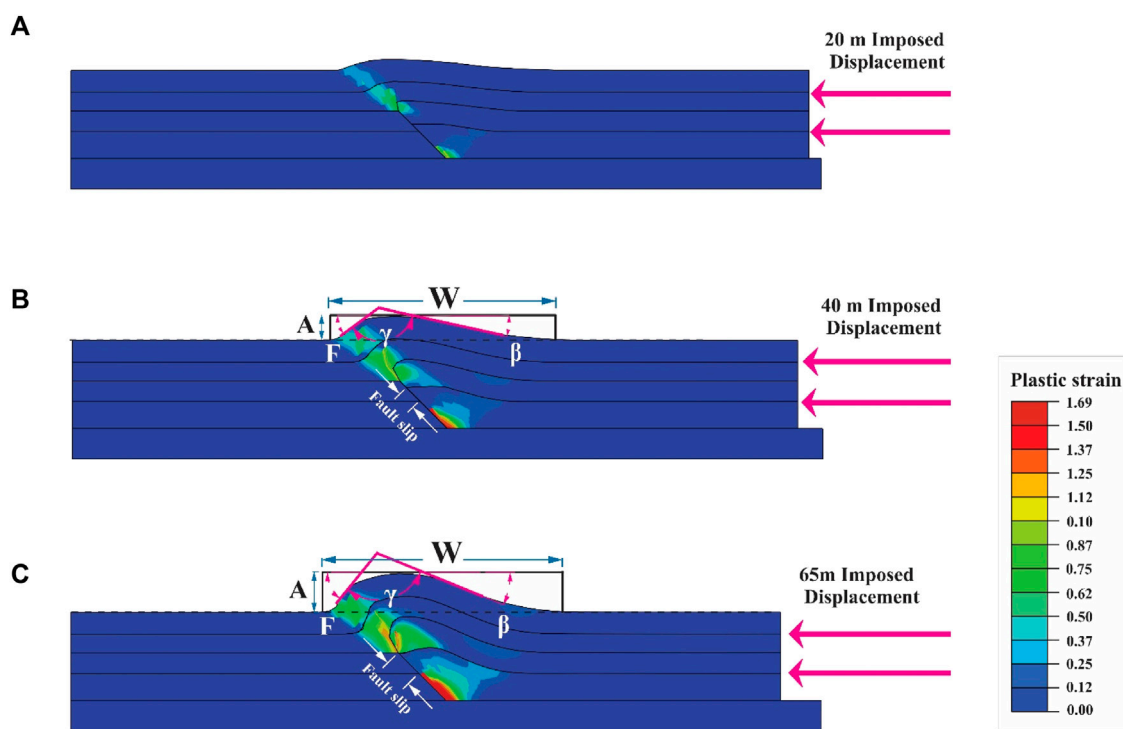 A
20 m Imposed
Displacement
B
W
A
F
γ
β
Fault slip
40 m Imposed
Displacement
C
W
A
F
γ
β
Fault slip
65m Imposed
Displacement
Plastic strain
1.69
1.50
1.37
1.25
1.12
0.10
0.87
0.75
0.62
0.50
0.37
0.25
0.12
0.00